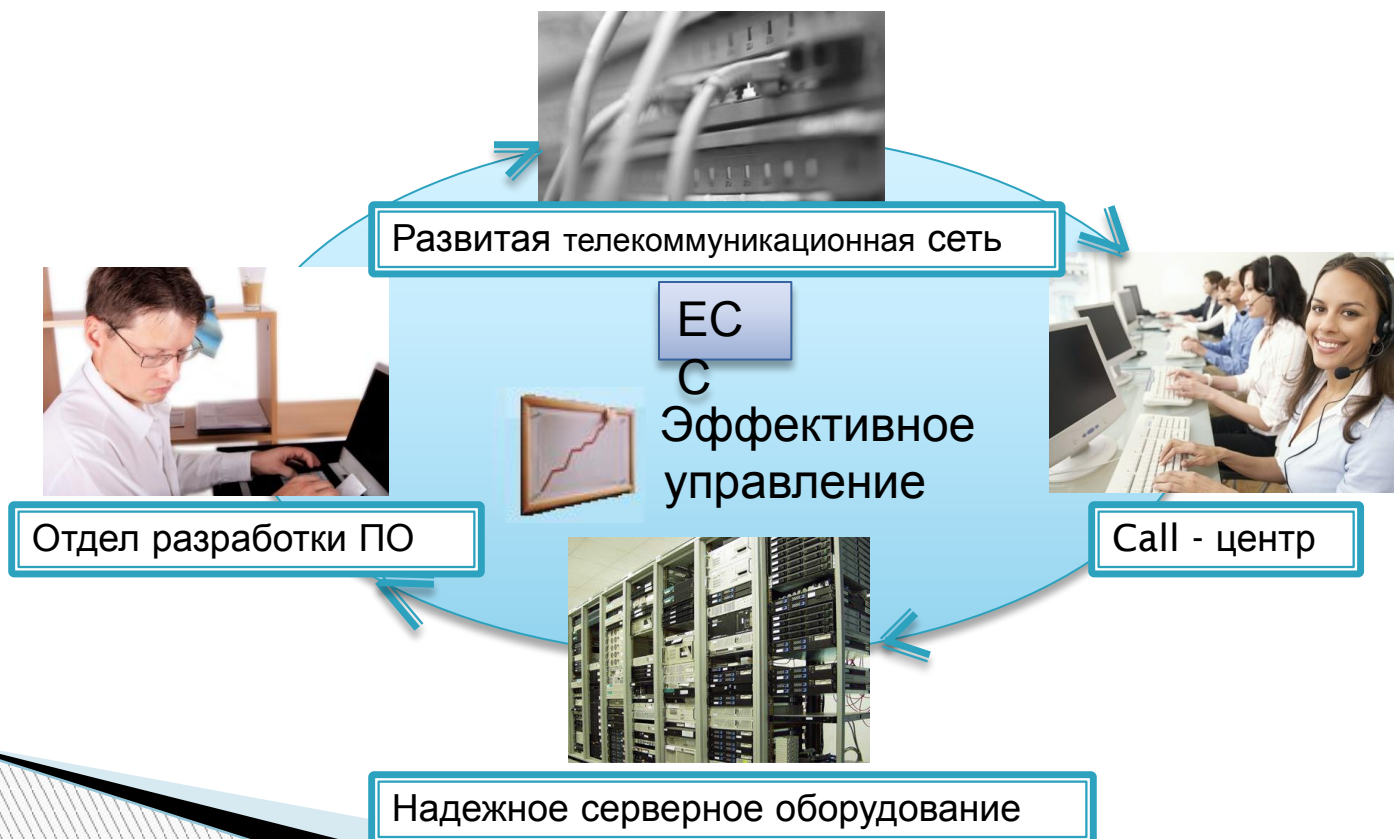 Развитая телекоммуникационная сеть
ЕС
С
Эффективное
управление
Отдел разработки ПО
Call - центр
Надежное серверное оборудование